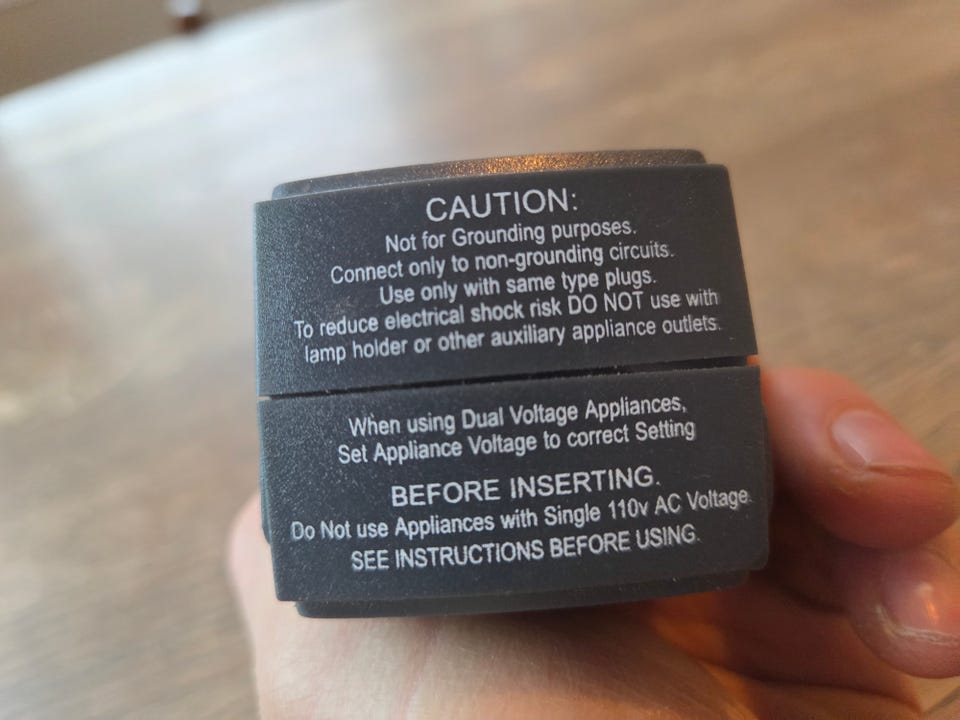 CAUTION:
Not for Grounding purposes.
Connect only to non-grounding circuits.
Use only with same type plugs.
To reduce electrical shock risk DO NOT use with
lamp holder or other auxiliary appliance outlets.
When using Dual Voltage Appliances,
Set Appliance Voltage to correct Setting
BEFORE INSERTING.
Do Not use Appliances with Single 110v AC Voltage
SEE INSTRUCTIONS BEFORE USING.